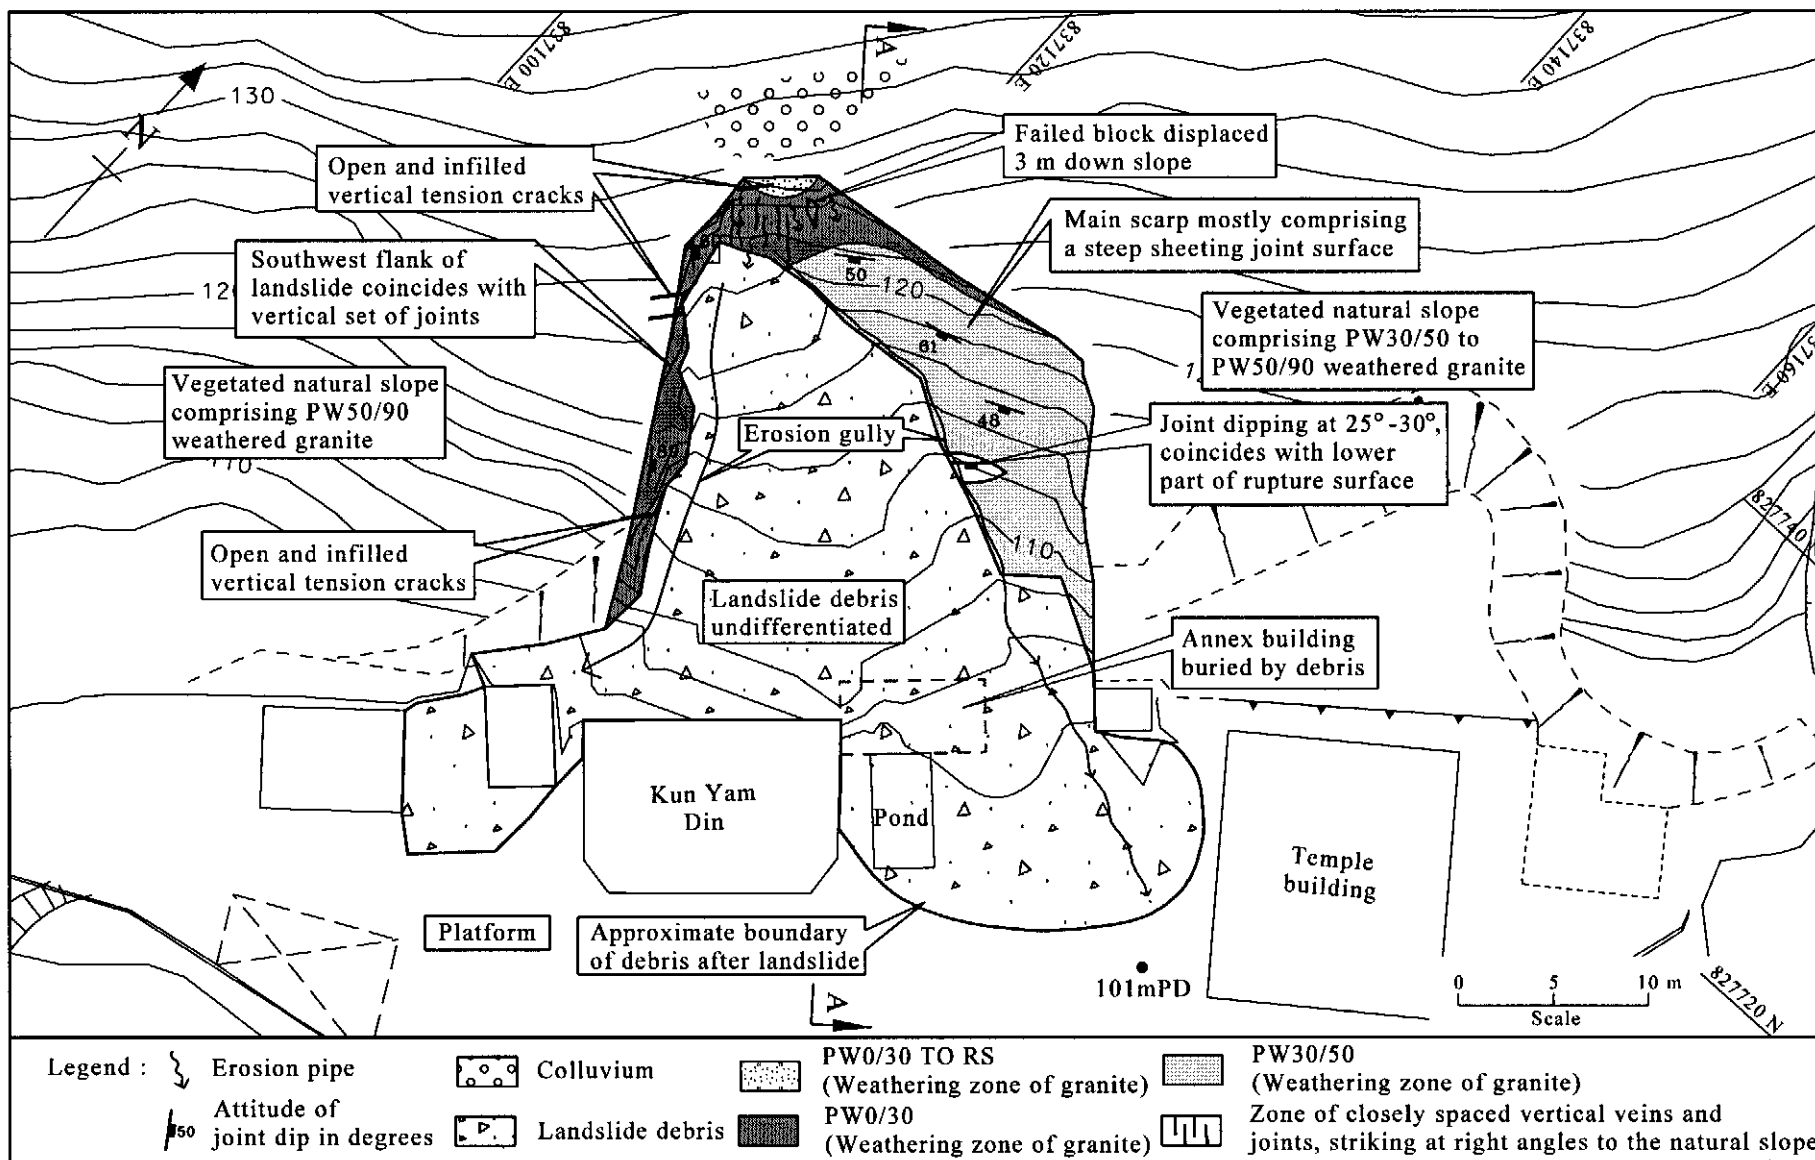 837100 E
A
837120 E
837140 E
130
N
Open and infilled
vertical tension cracks
Failed block displaced
3 m down slope
Main scarp mostly comprising
a steep sheeting joint surface
Southwest flank of
landslide coincides with
vertical set of joints
50
120
61
48
Vegetated natural slope
comprising PW30/50 to
PW50/90 weathered granite
837160 E
Vegetated natural slope
comprising PW50/90
weathered granite
110
Erosion gully
Joint dipping at 25°-30°,
coincides with lower
part of rupture surface
827740
110
Open and infilled
vertical tension cracks
Landslide debris
undifferentiated
Annex building
buried by debris
Kun Yam
Din
Pond
Temple
building
Platform
Approximate boundary
of debris after landslide
101mPD
A
0 5 10 m
Scale
827720 N
Legend :
Erosion pipe
50
Attitude of
joint dip in degrees
Colluvium
Landslide debris
PW0/30 TO RS
(Weathering zone of granite)
PW0/30
(Weathering zone of granite)
PW30/50
(Weathering zone of granite)
Zone of closely spaced vertical veins and
joints, striking at right angles to the natural slope